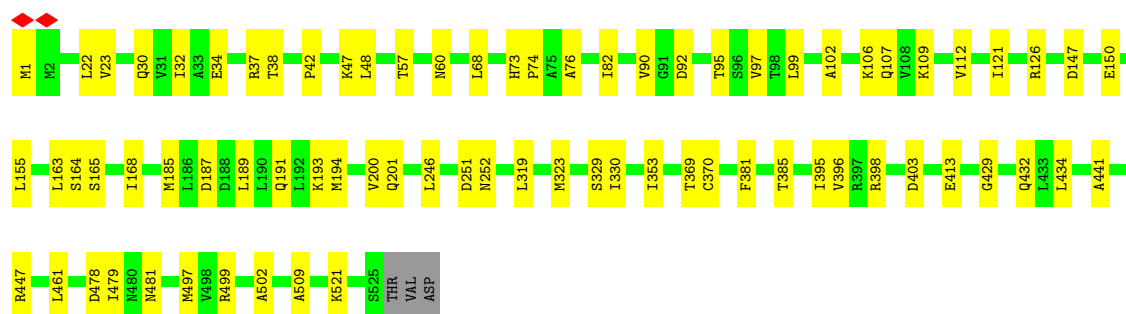 M1 M2 L22 V23 Q30 V31 I32 A33 E34 R37 T38 P42 K47 L48 T57 N60 L68 H73 P74 A75 A76 I82 V90 G91 D92 T95 S96 V97 T98 L99 A102 K106 Q107 V108 K109 V112 I121 R126 D147 E150
L155 L163 S164 S165 I168 M185 L186 D187 D188 L189 L190 Q191 L192 K193 M194 V200 Q201 L246 D251 N252 L319 M323 S329 I330 I353 T369 C370 F381 T385 I395 V396 R397 R398 D403 E413 G429 Q432 L433 L434 A441
R447 L461 D478 I479 N480 N481 M497 V498 R499 A502 A509 K521 S525 THR VAL ASP